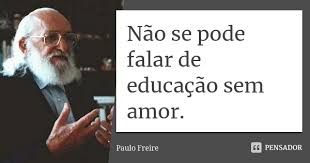 Não se pode
falar de
educação sem
amor.
Paulo Freire
PENSADOR